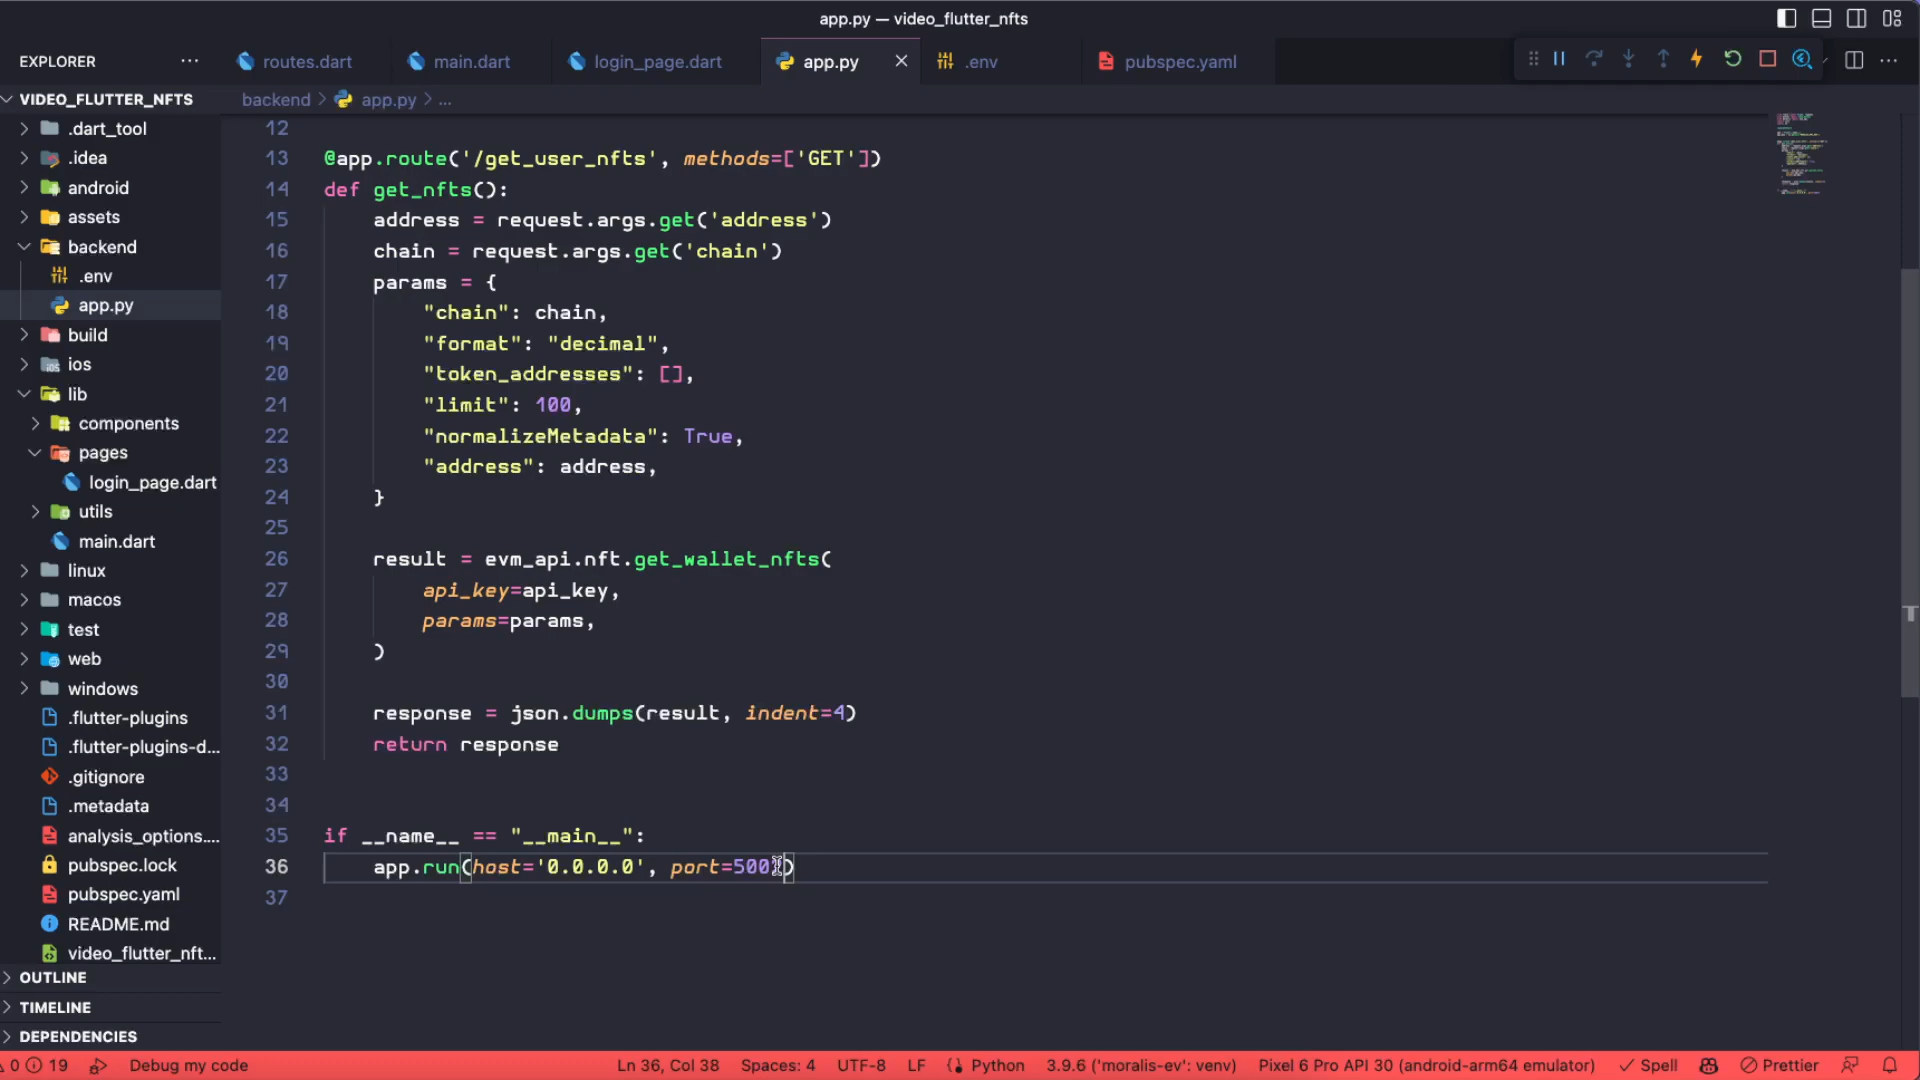 app.py — video_flutter_nfts
EXPLORER
routes.dart
main.dart
login_page.dart
app.py
.env
pubspec.yaml
VIDEO_FLUTTER_NFTS
backend > app.py > ...
.dart_tool
.idea
android
assets
backend
.env
app.py
build
ios
lib
components
pages
login_page.dart
utils
main.dart
linux
macos
test
web
windows
.flutter-plugins
.flutter-plugins-d...
.gitignore
.metadata
analysis_options....
pubspec.lock
pubspec.yaml
README.md
video_flutter_nft...
OUTLINE
TIMELINE
DEPENDENCIES
12
13 @app.route('/get_user_nfts', methods=['GET'])
14 def get_nfts():
15 address = request.args.get('address')
16 chain = request.args.get('chain')
17 params = {
18 "chain": chain,
19 "format": "decimal",
20 "token_addresses": [],
21 "limit": 100,
22 "normalizeMetadata": True,
23 "address": address,
24 }
25
26 result = evm_api.nft.get_wallet_nfts(
27 api_key=api_key,
28 params=params,
29 )
30
31 response = json.dumps(result, indent=4)
32 return response
33
34
35 if __name__ == "__main__":
36 app.run(host='0.0.0.0', 
37
0 19 Debug my code Ln 36, Col 38 Spaces: 4 UTF-8 LF Python 3.9.6 ('moralis-ev': venv) Pixel 6 Pro API 30 (android-arm64 emulator) Spell Prettier